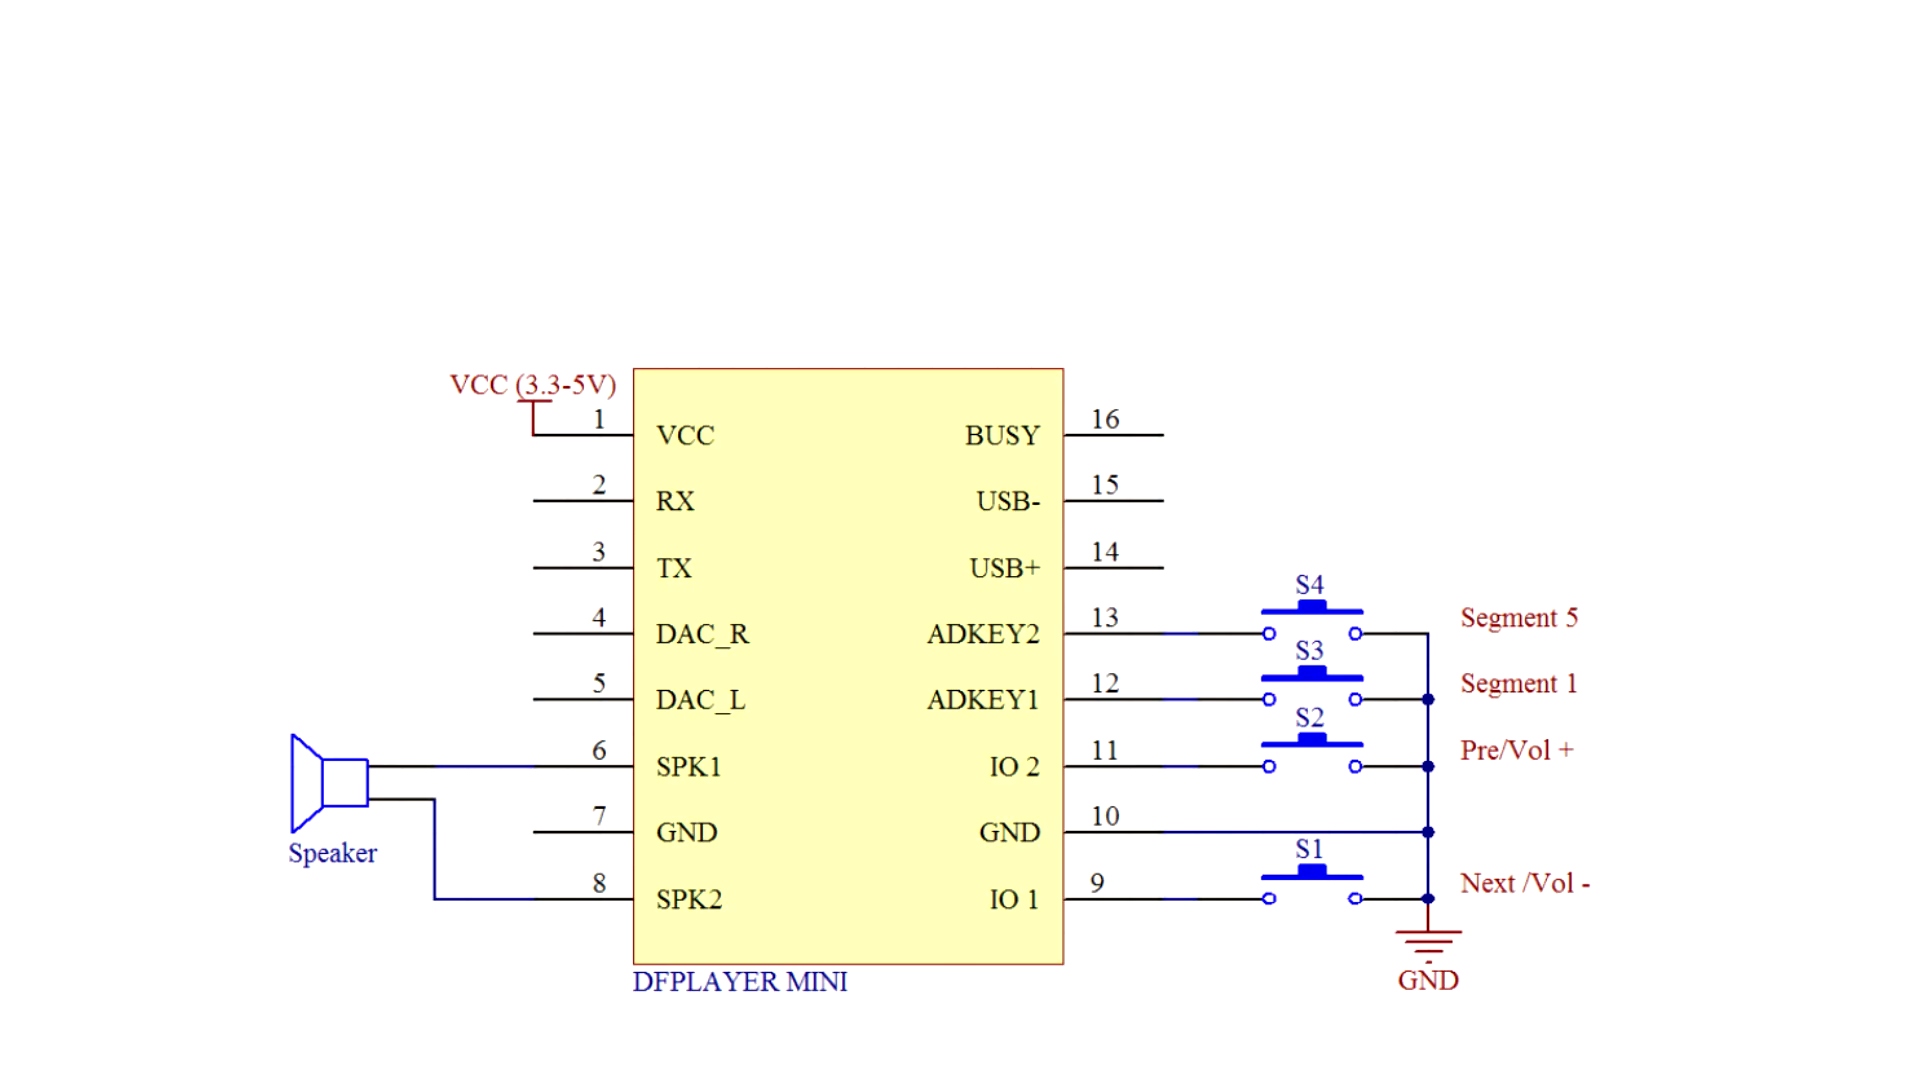 VCC (3.3-5V)
1 VCC BUSY 16
2 RX USB- 15
3 TX USB+ 14
S4
4 DAC_R ADKEY2 13 Segment 5
S3
5 DAC_L ADKEY1 12 Segment 1
S2
6 SPK1 IO 2 11 Pre/Vol +
7 GND GND 10
Speaker
S1
8 SPK2 IO 1 9 Next /Vol -
DFPLAYER MINI
GND